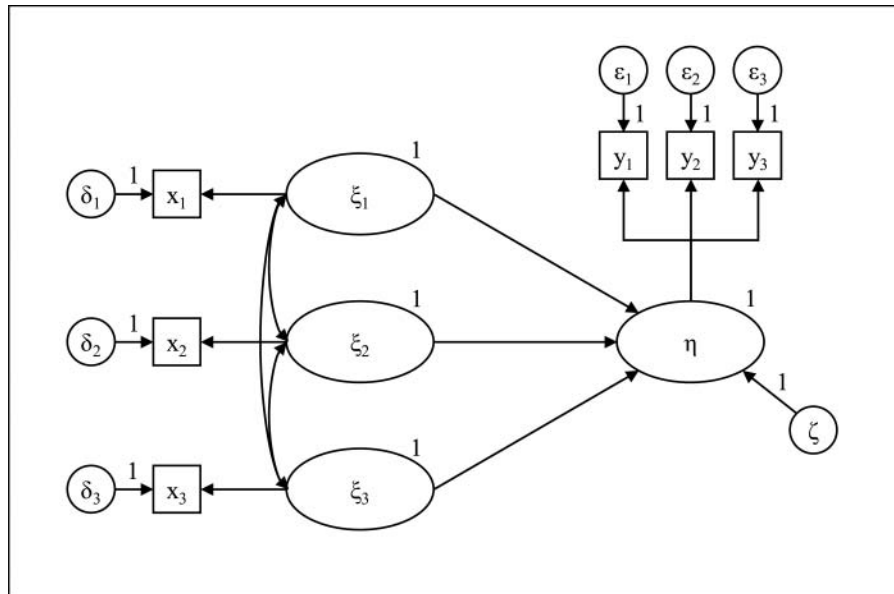 ε₁ ε₂ ε₃
1 1 1
y₁ y₂ y₃
1
δ₁ 1 x₁ ξ₁
1
δ₂ 1 x₂ ξ₂
1
η
1
ζ
1
δ₃ 1 x₃ ξ₃